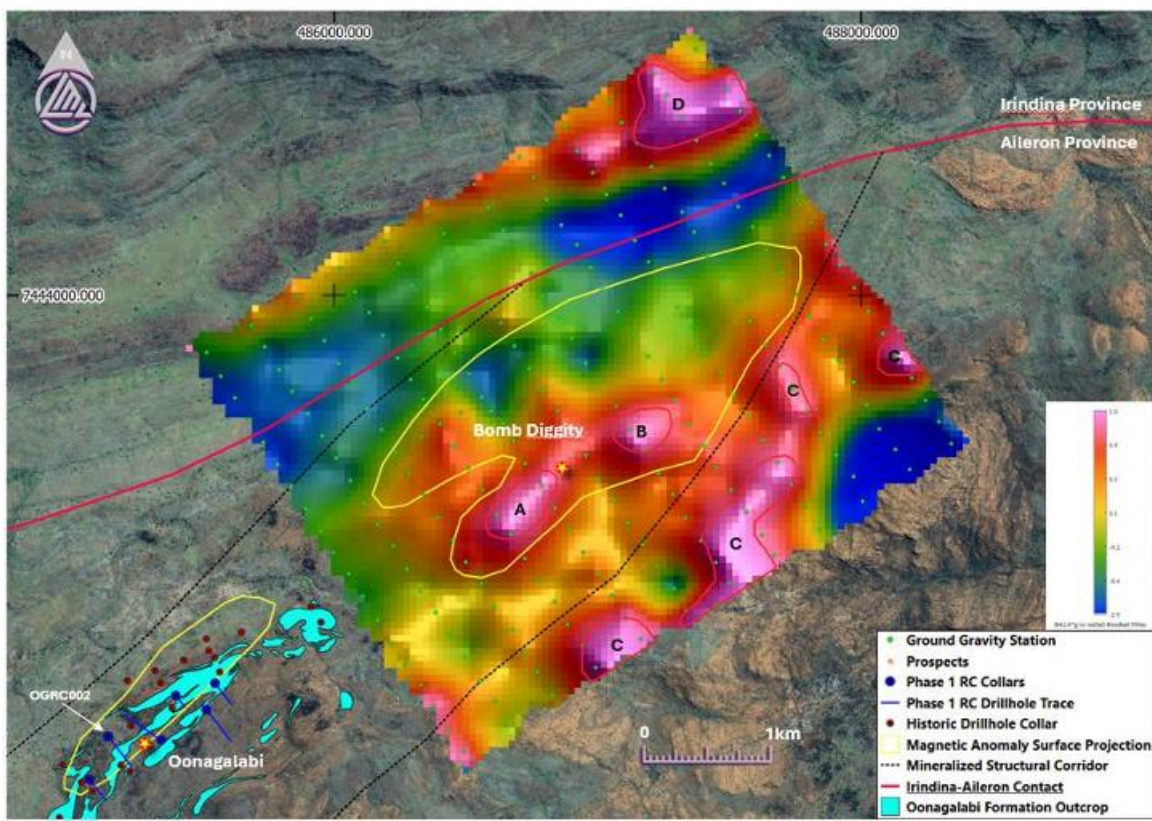 N
486000.000
488000.000
D
Irindina Province
Aileron Province
7444000.000
C
C
Bomb Diggity
B
A
C
C
OGRC002
Oonagalabi
0
1km
Ground Gravity Station
Prospects
Phase 1 RC Collars
Phase 1 RC Drillhole Trace
Historic Drillhole Collar
Magnetic Anomaly Surface Projection
Mineralized Structural Corridor
Irindina-Aileron Contact
Oonagalabi Formation Outcrop